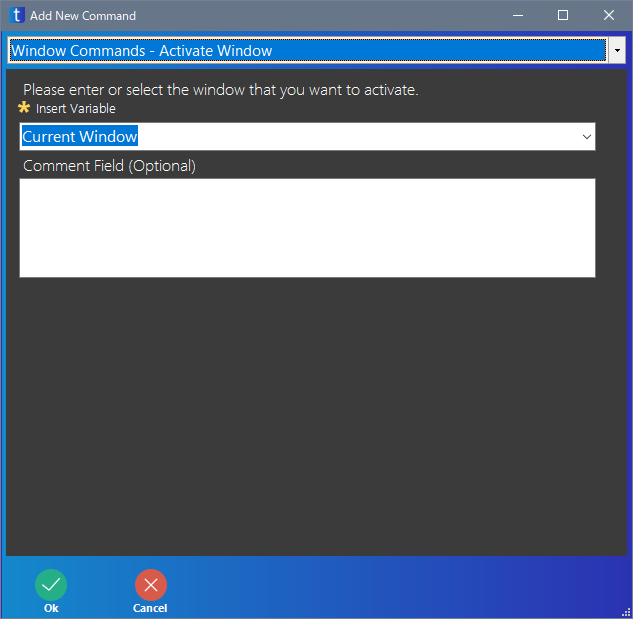 t Add New Command
Window Commands - Activate Window
Please enter or select the window that you want to activate.
Insert Variable
Current Window
Comment Field (Optional)
Ok
Cancel